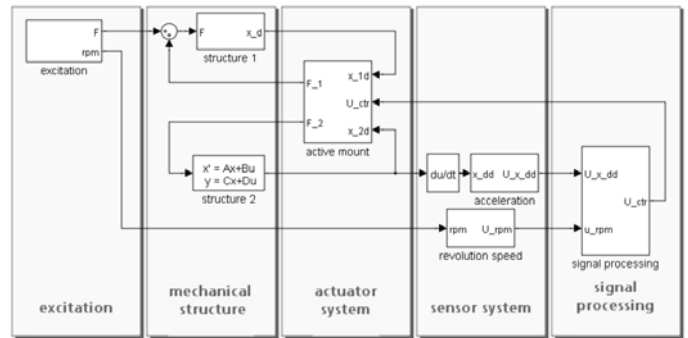 F
rpm
excitation
F
x_d
structure 1
x' = Ax+Bu
y = Cx+Du
structure 2
F_1
F_2
x_1d
U_ctr
x_2d
active mount
du/dt
x_dd
U_x_dd
acceleration
rpm
U_rpm
revolution speed
U_x_dd
u_rpm
U_ctr
signal processing
excitation
mechanical
structure
actuator
system
sensor system
signal
processing